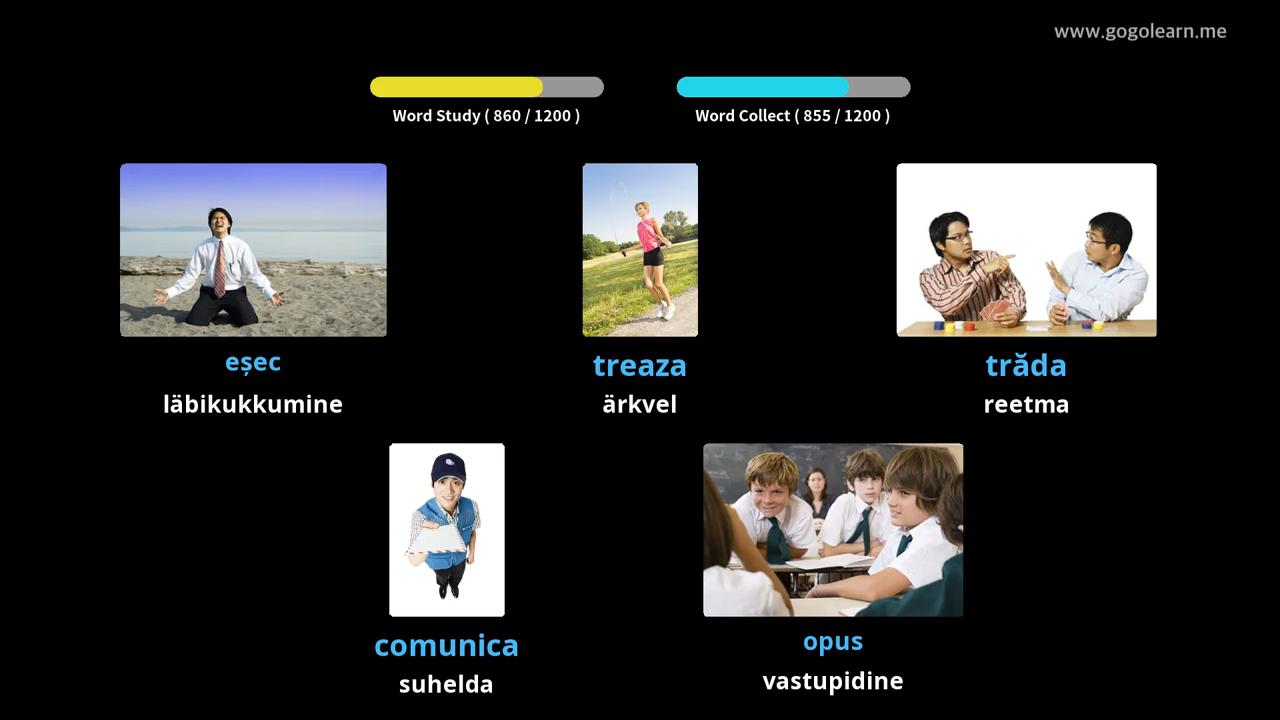 www.gogolearn.me
Word Study ( 860 / 1200 )
Word Collect ( 855 / 1200 )
eșec
treaza
trăda
läbikukkumine
ärkvel
reetma
comunica
opus
suhelda
vastupidine